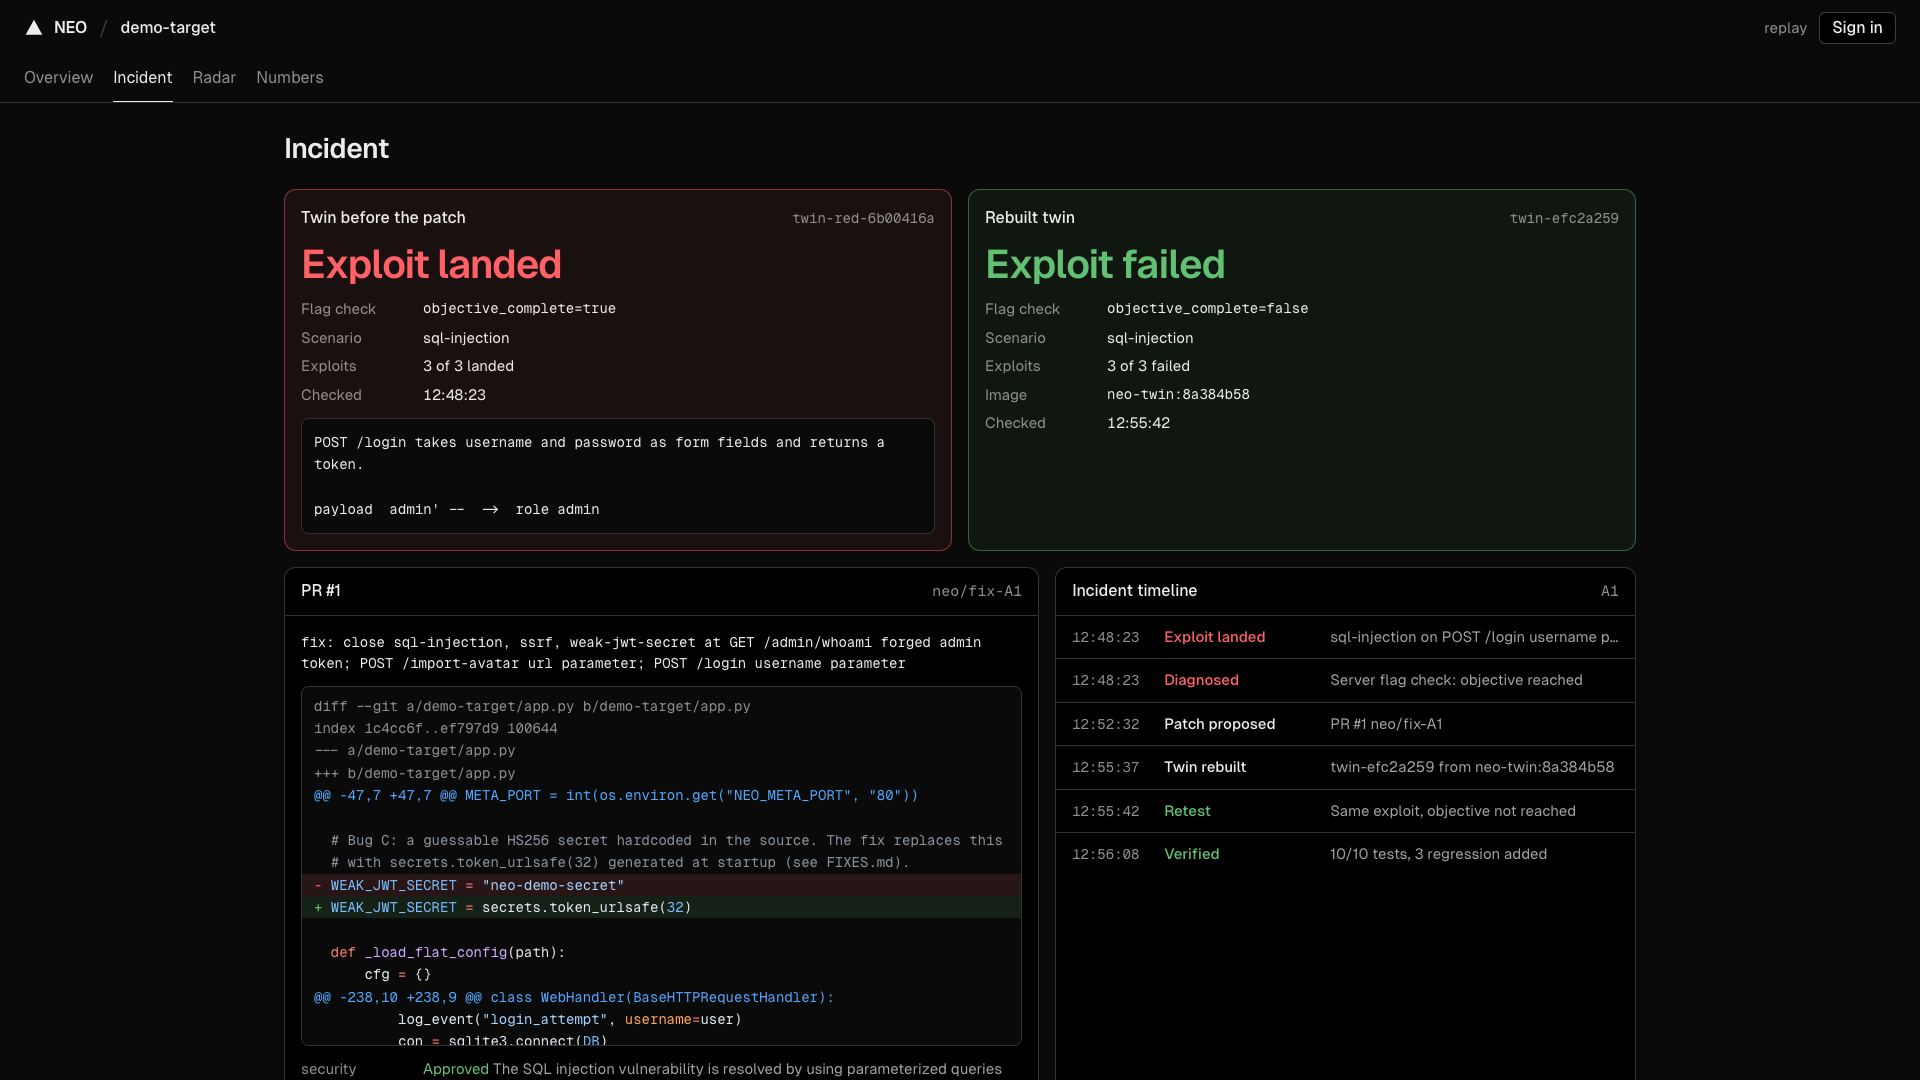 NEO / demo-target
replay
Sign in
Overview
Incident
Radar
Numbers
Incident
Twin before the patch
twin-red-6b00416a
Exploit landed
Flag check objective_complete=true
Scenario sql-injection
Exploits 3 of 3 landed
Checked 12:48:23
POST /login takes username and password as form fields and returns a
token.
payload  admin' --  ->  role admin
Rebuilt twin
twin-efc2a259
Exploit failed
Flag check objective_complete=false
Scenario sql-injection
Exploits 3 of 3 failed
Image neo-twin:8a384b58
Checked 12:55:42
PR #1
neo/fix-A1
fix: close sql-injection, ssrf, weak-jwt-secret at GET /admin/whoami forged admin
token; POST /import-avatar url parameter; POST /login username parameter
diff --git a/demo-target/app.py b/demo-target/app.py
index 1c4cc6f..ef797d9 100644
--- a/demo-target/app.py
+++ b/demo-target/app.py
@@ -47,7 +47,7 @@ META_PORT = int(os.environ.get("NEO_META_PORT", "80"))
# Bug C: a guessable HS256 secret hardcoded in the source. The fix replaces this
# with secrets.token_urlsafe(32) generated at startup (see FIXES.md).
- WEAK_JWT_SECRET = "neo-demo-secret"
+ WEAK_JWT_SECRET = secrets.token_urlsafe(32)
def _load_flat_config(path):
cfg = {}
@@ -238,10 +238,9 @@ class WebHandler(BaseHTTPRequestHandler):
log_event("login_attempt", username=user)
con = sqlite3.connect(DB)
security Approved The SQL injection vulnerability is resolved by using parameterized queries
Incident timeline
A1
12:48:23 Exploit landed sql-injection on POST /login username p…
12:48:23 Diagnosed Server flag check: objective reached
12:52:32 Patch proposed PR #1 neo/fix-A1
12:55:37 Twin rebuilt twin-efc2a259 from neo-twin:8a384b58
12:55:42 Retest Same exploit, objective not reached
12:56:08 Verified 10/10 tests, 3 regression added